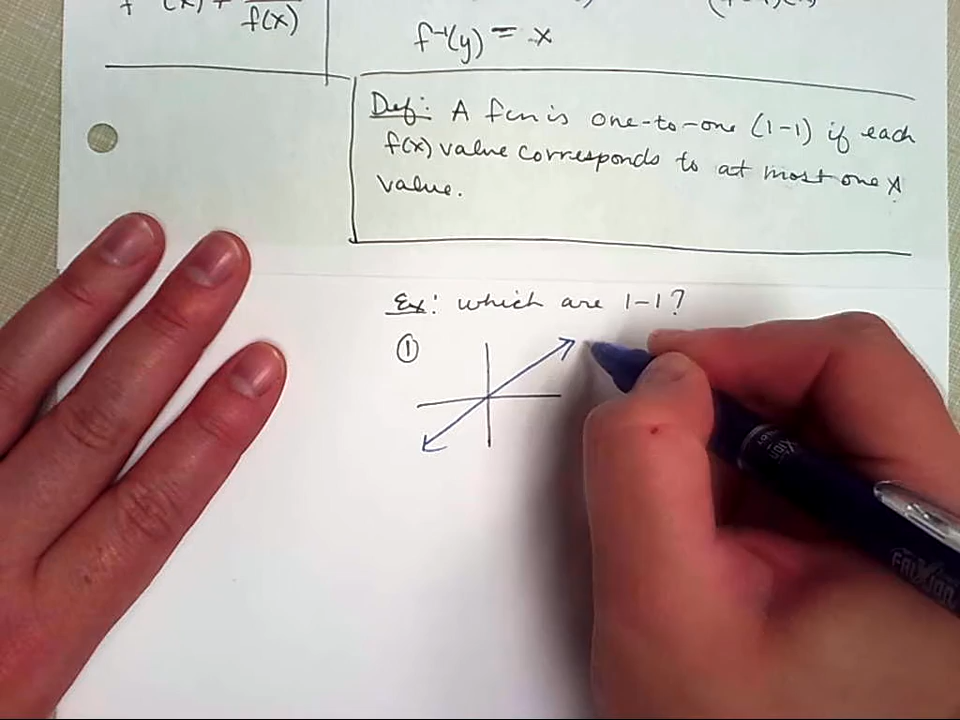 f(x)
f⁻¹(y) = x
Def: A fcn is one-to-one (1-1) if each
f(x) value corresponds to at most one x
value.
Ex: which are 1-1?
①
FriXion